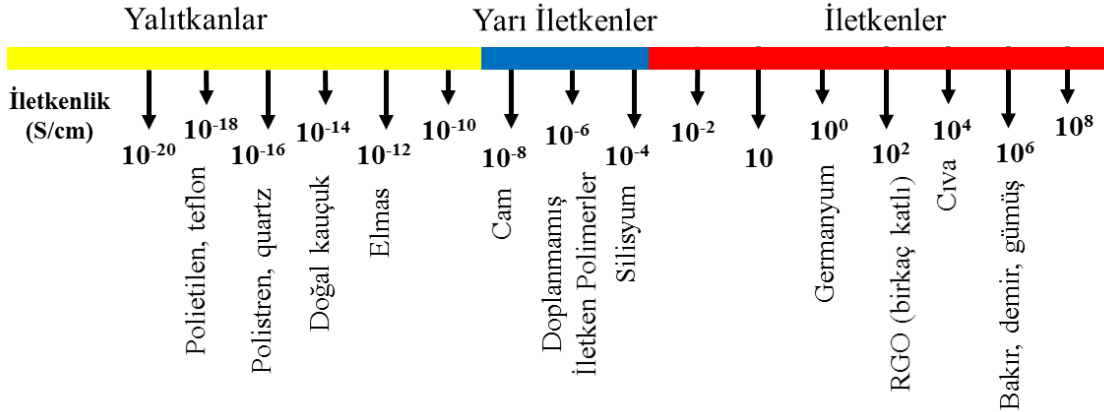 Yalıtkanlar
Yarı İletkenler
İletkenler
İletkenlik
(S/cm)
10⁻²⁰
10⁻¹⁸
10⁻¹⁶
10⁻¹⁴
10⁻¹²
10⁻¹⁰
10⁻⁸
10⁻⁶
10⁻⁴
10⁻²
10
10⁰
10²
10⁴
10⁶
10⁸
Polietilen, teflon
Polistren, quartz
Doğal kauçuk
Elmas
Cam
Doplanmamış
İletken Polimerler
Silisyum
Germanyum
RGO (birkaç katlı)
Cıva
Bakır, demir, gümüş